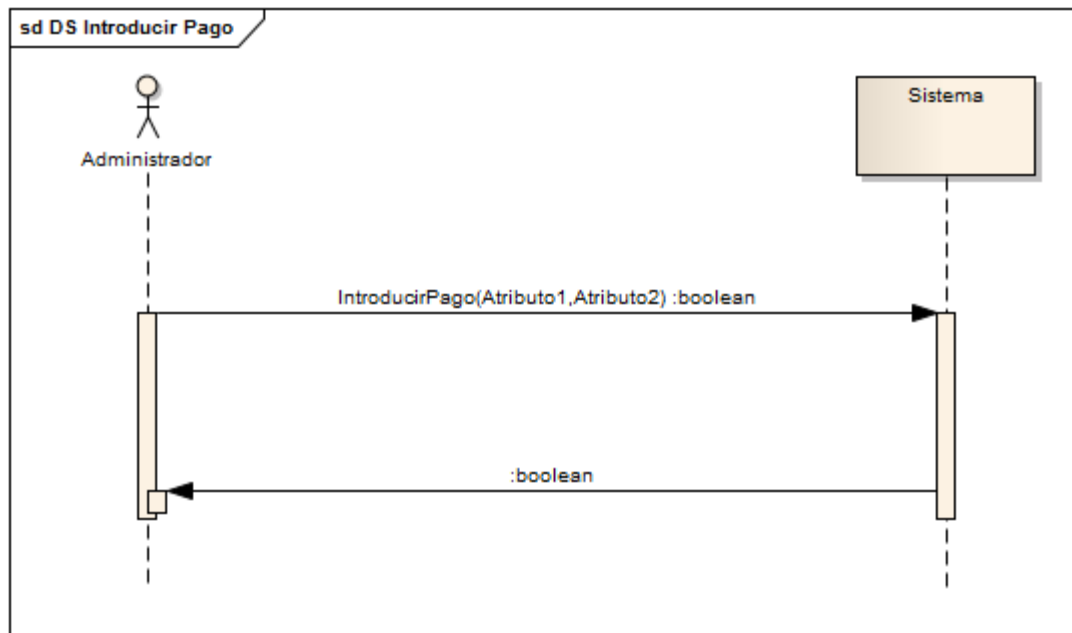 sd DS Introducir Pago
Administrador
Sistema
IntroducirPago(Atributo1,Atributo2) :boolean
:boolean